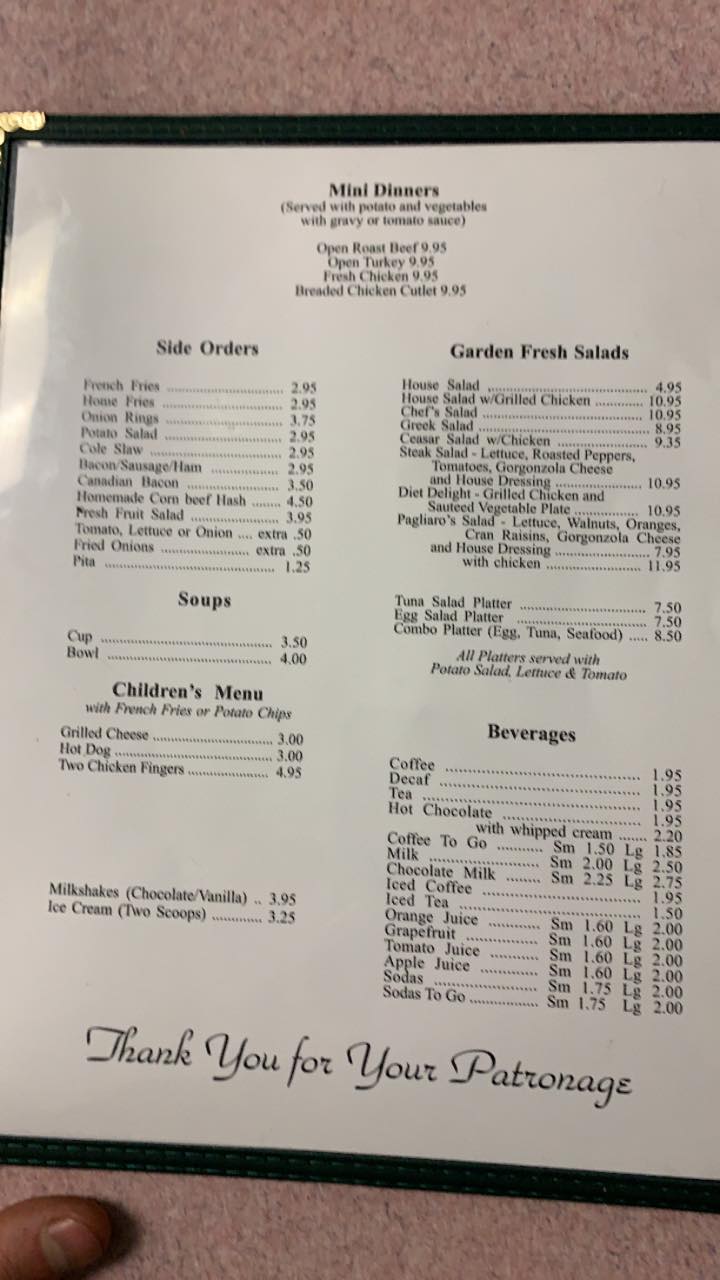 Mini Dinners
(Served with potato and vegetables
with gravy or tomato sauce)
Open Roast Beef 9.95
Open Turkey 9.95
Fresh Chicken 9.95
Breaded Chicken Cutlet 9.95
Side Orders
French Fries .......... 2.95
Home Fries .......... 2.95
Onion Rings .......... 3.75
Potato Salad .......... 2.95
Cole Slaw .......... 2.95
Bacon/Sausage/Ham .......... 2.95
Canadian Bacon .......... 3.50
Homemade Corn beef Hash ....... 4.50
Fresh Fruit Salad .......... 3.95
Tomato, Lettuce or Onion .... extra .50
Fried Onions .......... extra .50
Pita .......... 1.25
Soups
Cup .......... 3.50
Bowl .......... 4.00
Children's Menu
with French Fries or Potato Chips
Grilled Cheese .......... 3.00
Hot Dog .......... 3.00
Two Chicken Fingers .......... 4.95
Milkshakes (Chocolate/Vanilla) .. 3.95
Ice Cream (Two Scoops) .......... 3.25
Garden Fresh Salads
House Salad .......... 4.95
House Salad w/Grilled Chicken .......... 10.95
Chef's Salad .......... 10.95
Greek Salad .......... 8.95
Ceasar Salad w/Chicken .......... 9.35
Steak Salad - Lettuce, Roasted Peppers,
Tomatoes, Gorgonzola Cheese
and House Dressing .......... 10.95
Diet Delight - Grilled Chicken and
Sauteed Vegetable Plate .......... 10.95
Pagliaro's Salad - Lettuce, Walnuts, Oranges,
Cran Raisins, Gorgonzola Cheese
and House Dressing .......... 7.95
with chicken .......... 11.95
Tuna Salad Platter .......... 7.50
Egg Salad Platter .......... 7.50
Combo Platter (Egg, Tuna, Seafood) ..... 8.50
All Platters served with
Potato Salad, Lettuce & Tomato
Beverages
Coffee .......... 1.95
Decaf .......... 1.95
Tea .......... 1.95
Hot Chocolate .......... 1.95
with whipped cream ....... 2.20
Coffee To Go .......... Sm 1.50 Lg 1.85
Milk .......... Sm 2.00 Lg 2.50
Chocolate Milk ........ Sm 2.25 Lg 2.75
Iced Coffee .......... 1.95
Iced Tea .......... 1.50
Orange Juice .......... Sm 1.60 Lg 2.00
Grapefruit .......... Sm 1.60 Lg 2.00
Tomato Juice .......... Sm 1.60 Lg 2.00
Apple Juice .......... Sm 1.60 Lg 2.00
Sodas .......... Sm 1.75 Lg 2.00
Sodas To Go .......... Sm 1.75 Lg 2.00
Thank You for Your Patronage